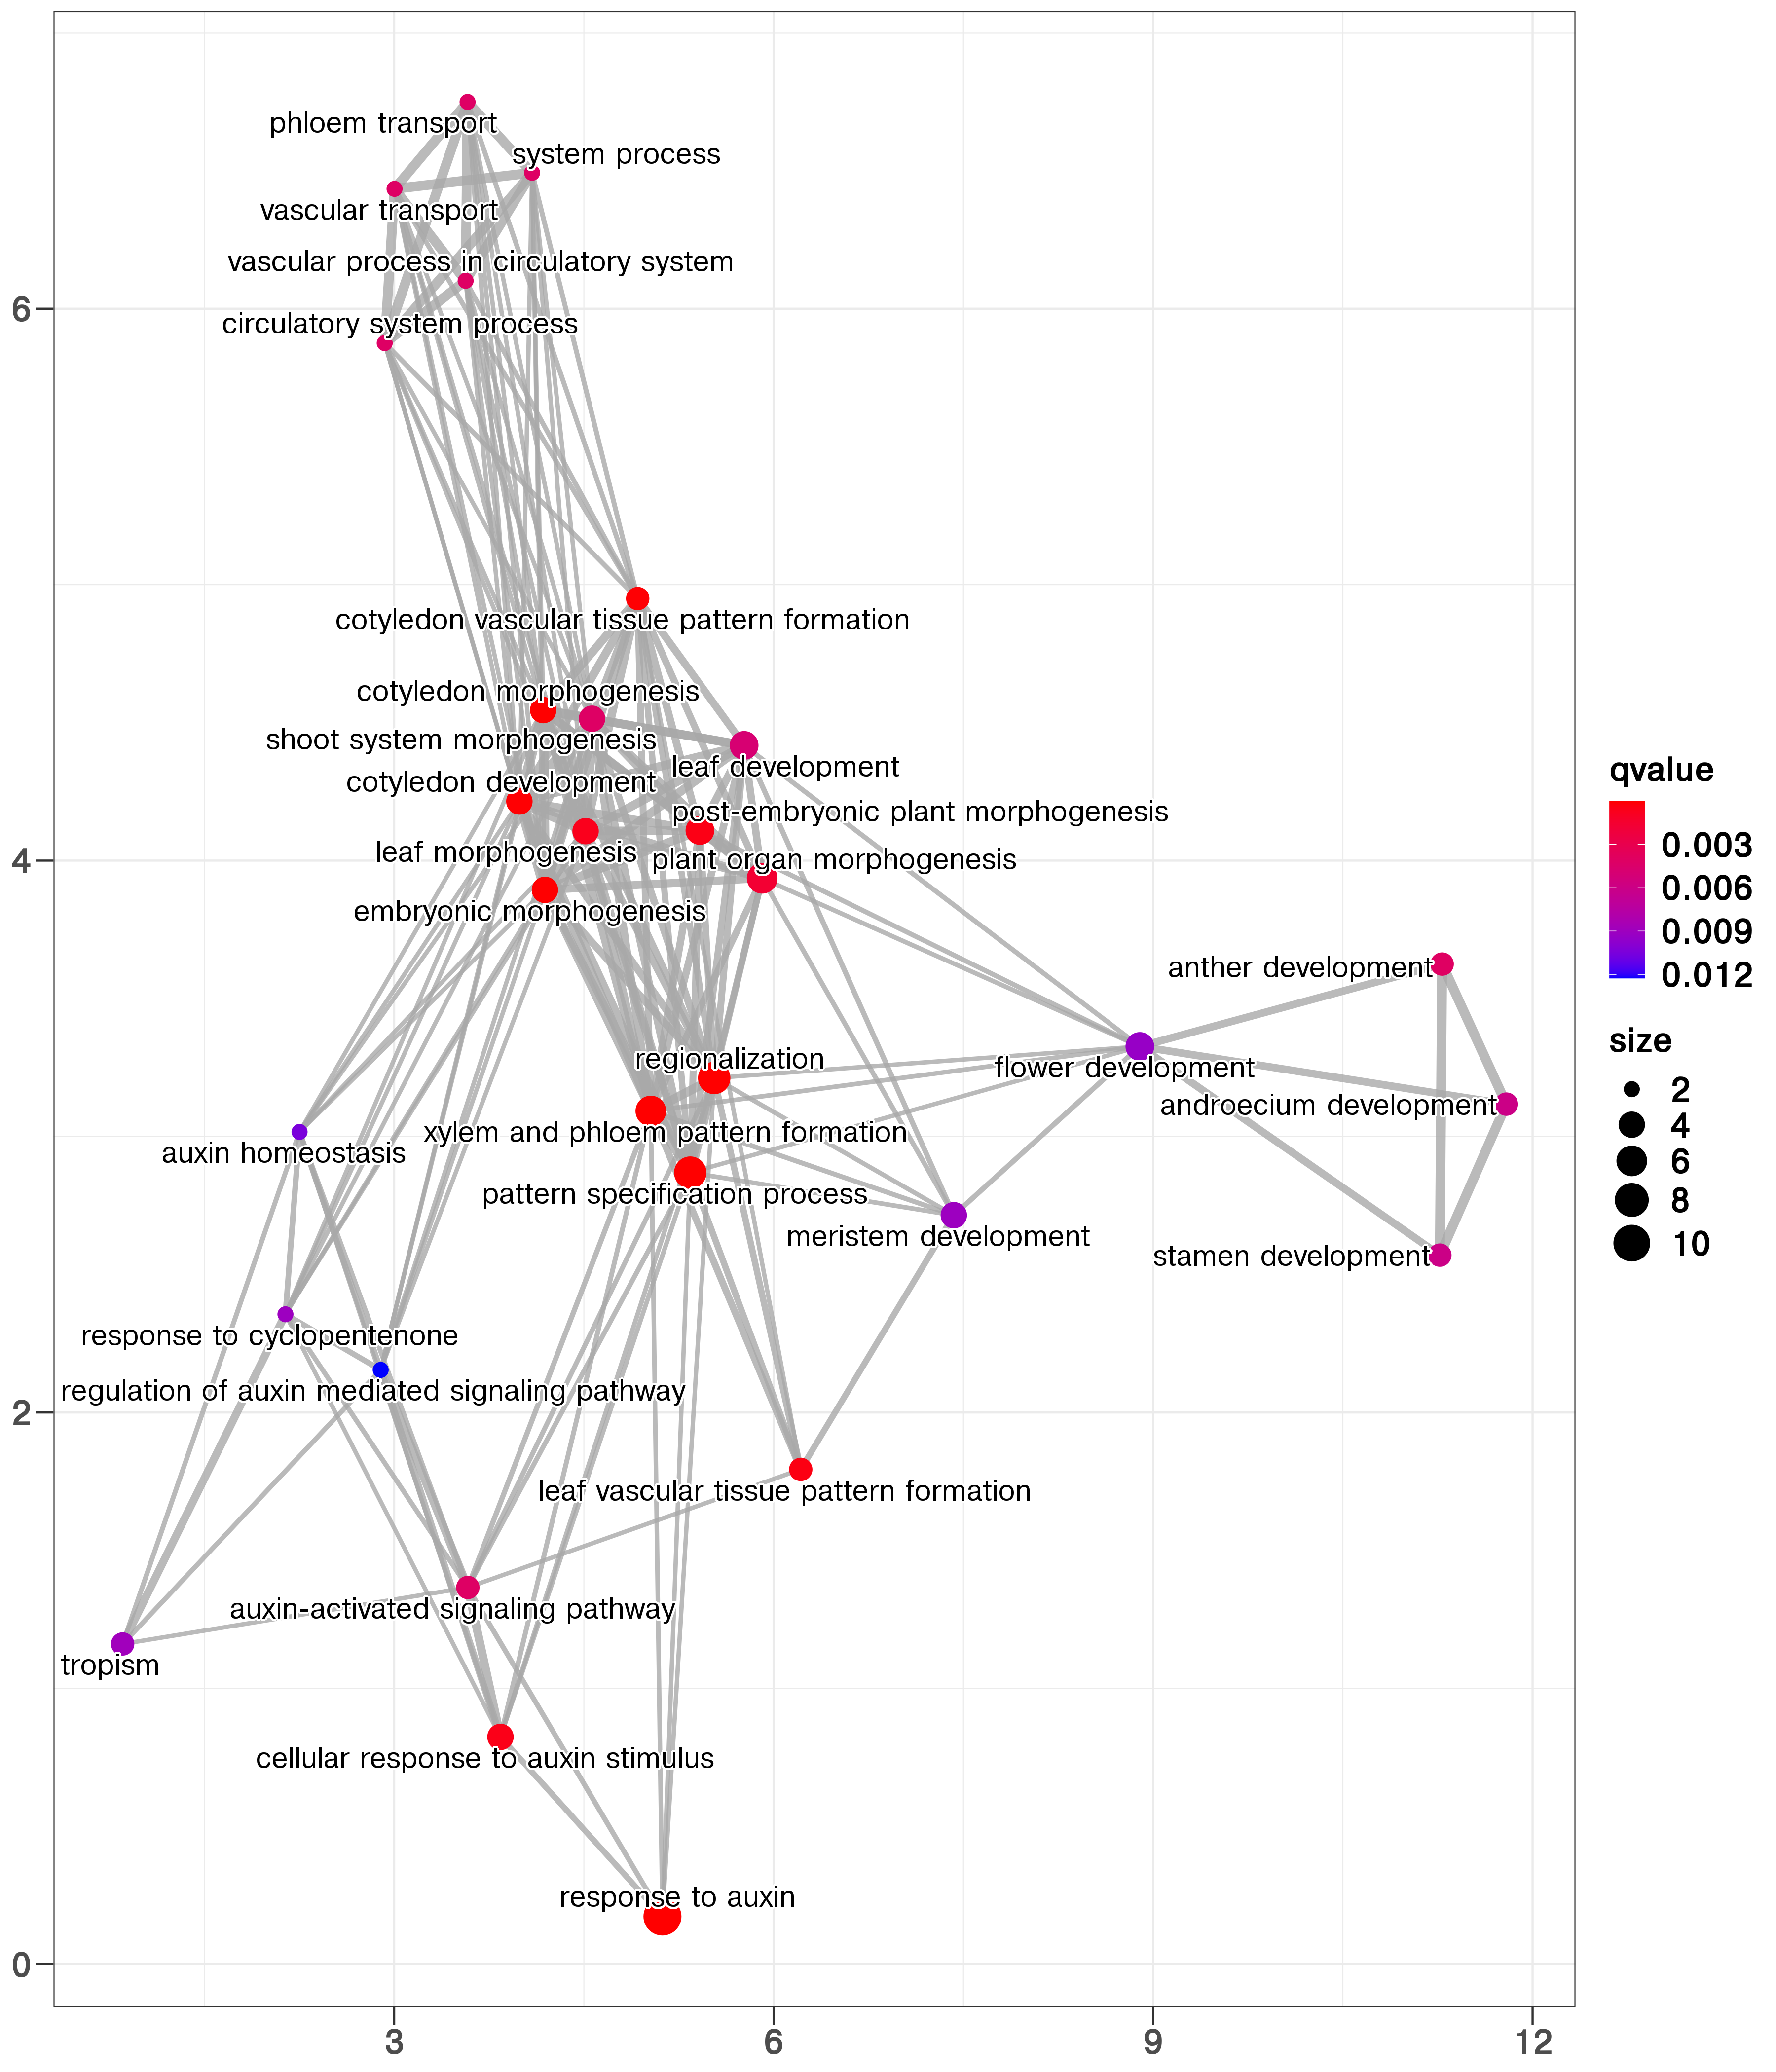 phloem transport
system process
vascular transport
vascular process in circulatory system
circulatory system process
6
cotyledon vascular tissue pattern formation
cotyledon morphogenesis
shoot system morphogenesis
leaf development
cotyledon development
post-embryonic plant morphogenesis
leaf morphogenesis
plant organ morphogenesis
4
embryonic morphogenesis
anther development
regionalization
flower development
androecium development
xylem and phloem pattern formation
auxin homeostasis
pattern specification process
meristem development
stamen development
response to cyclopentenone
regulation of auxin mediated signaling pathway
2
leaf vascular tissue pattern formation
auxin-activated signaling pathway
tropism
cellular response to auxin stimulus
response to auxin
0
3
6
9
12
qvalue
0.003
0.006
0.009
0.012
size
2
4
6
8
10